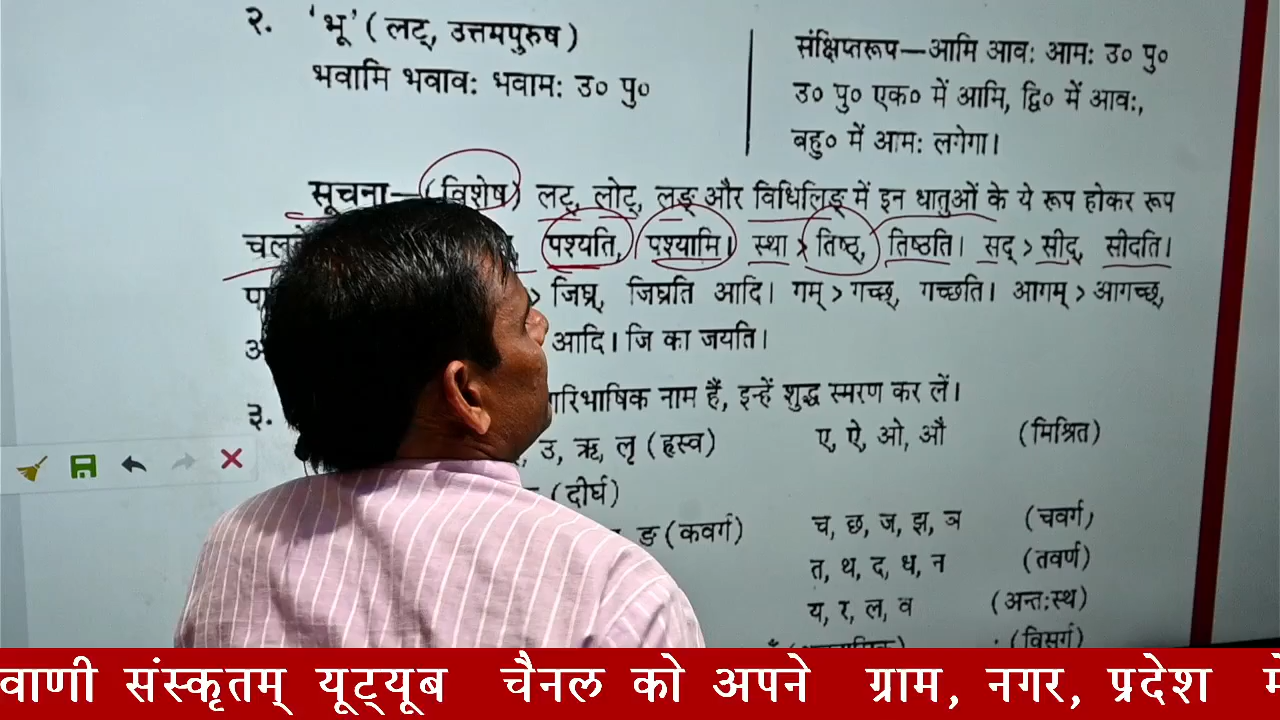 २. 'भू' (लट्, उत्तमपुरुष)
भवामि भवावः भवामः उ० पु०
संक्षिप्तरूप—आमि आवः आमः उ० पु०
उ० पु० एक० में आमि, द्वि० में आवः,
बहु० में आमः लगेगा।
सूचना—(विशेष) लट्, लोट्, लङ् और विधिलिङ् में इन धातुओं के ये रूप होकर रूप
पश्यति, पश्यामि। स्था > तिष्ठ्, तिष्ठति। सद् > सीद्, सीदति।
> जिघ्र्, जिघ्रति आदि। गम् > गच्छ्, गच्छति। आगम् > आगच्छ्,
आदि। जि का जयति।
३. नाम हैं, इन्हें शुद्ध स्मरण कर लें।
उ, ऋ, लृ (ह्रस्व) ए, ऐ, ओ, औ (मिश्रित)
(दीर्घ)
ङ (कवर्ग) च, छ, ज, झ, ञ (चवर्ग)
त, थ, द, ध, न (तवर्ण)
य, र, ल, व (अन्तःस्थ)
: (विसर्ग)
वाणी संस्कृतम् यूट्यूब चैनल को अपने ग्राम, नगर, प्रदेश